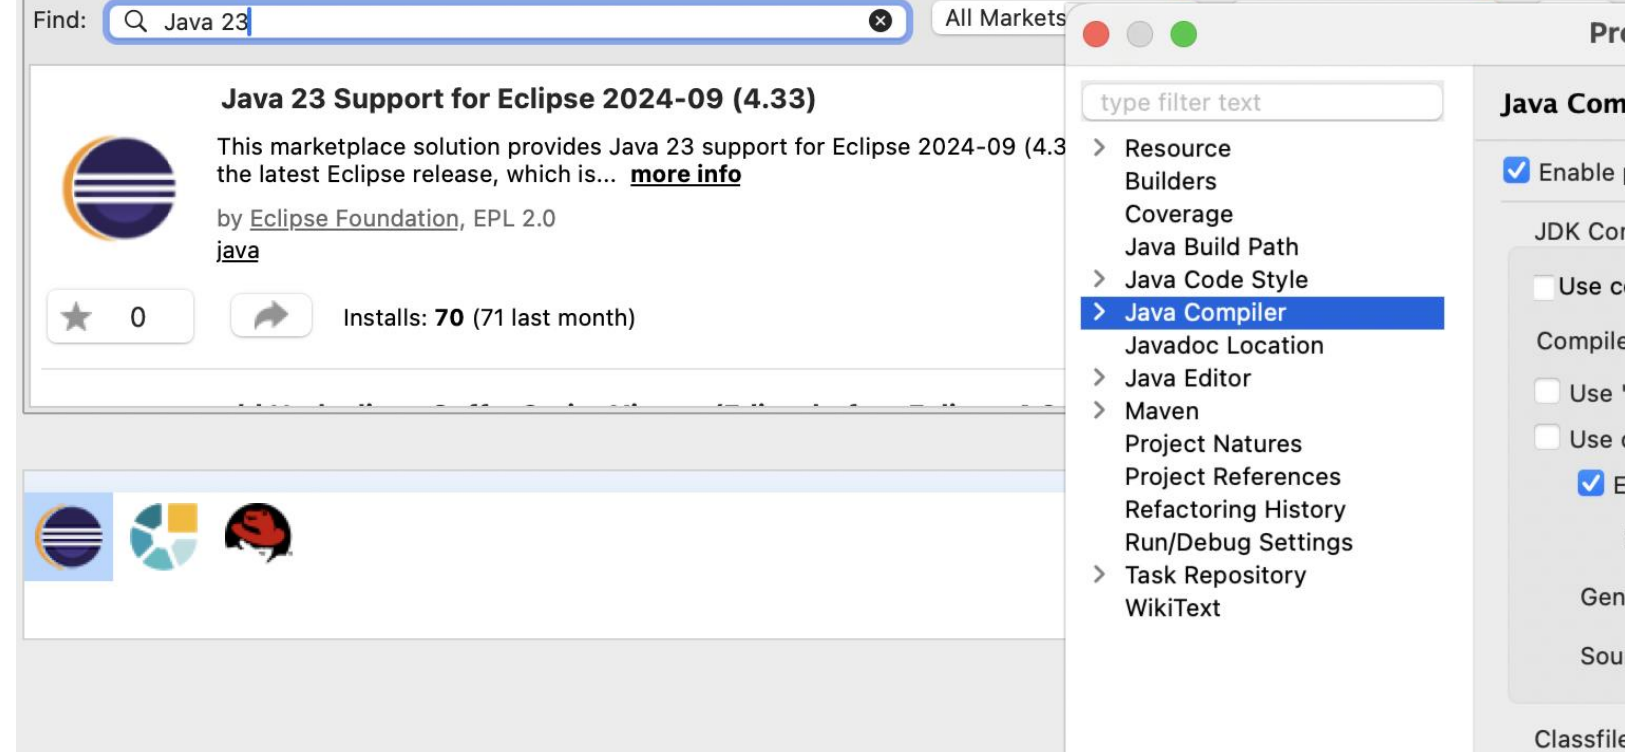 Find:
Java 23
All Markets
Java 23 Support for Eclipse 2024-09 (4.33)
This marketplace solution provides Java 23 support for Eclipse 2024-09 (4.3
the latest Eclipse release, which is... more info
by Eclipse Foundation, EPL 2.0
java
0
Installs: 70 (71 last month)
type filter text
Resource
Builders
Coverage
Java Build Path
Java Code Style
Java Compiler
Javadoc Location
Java Editor
Maven
Project Natures
Project References
Refactoring History
Run/Debug Settings
Task Repository
WikiText
Pr
Java Com
Enable
JDK Co
Use c
Compile
Use '
Use
E
Gen
Sou
Classfile